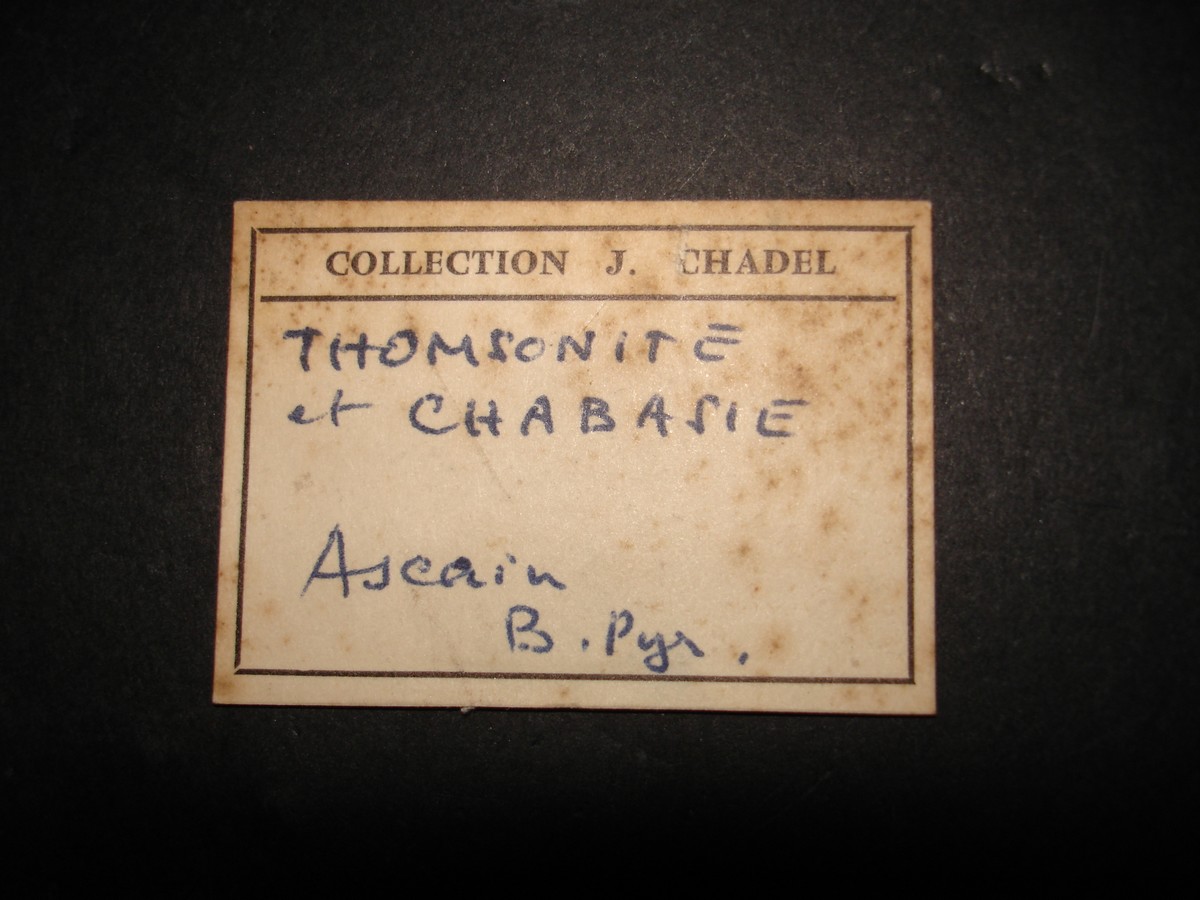 COLLECTION J. CHADEL
THOMSONITE
et CHABASIE
Ascain
B. Pyr.